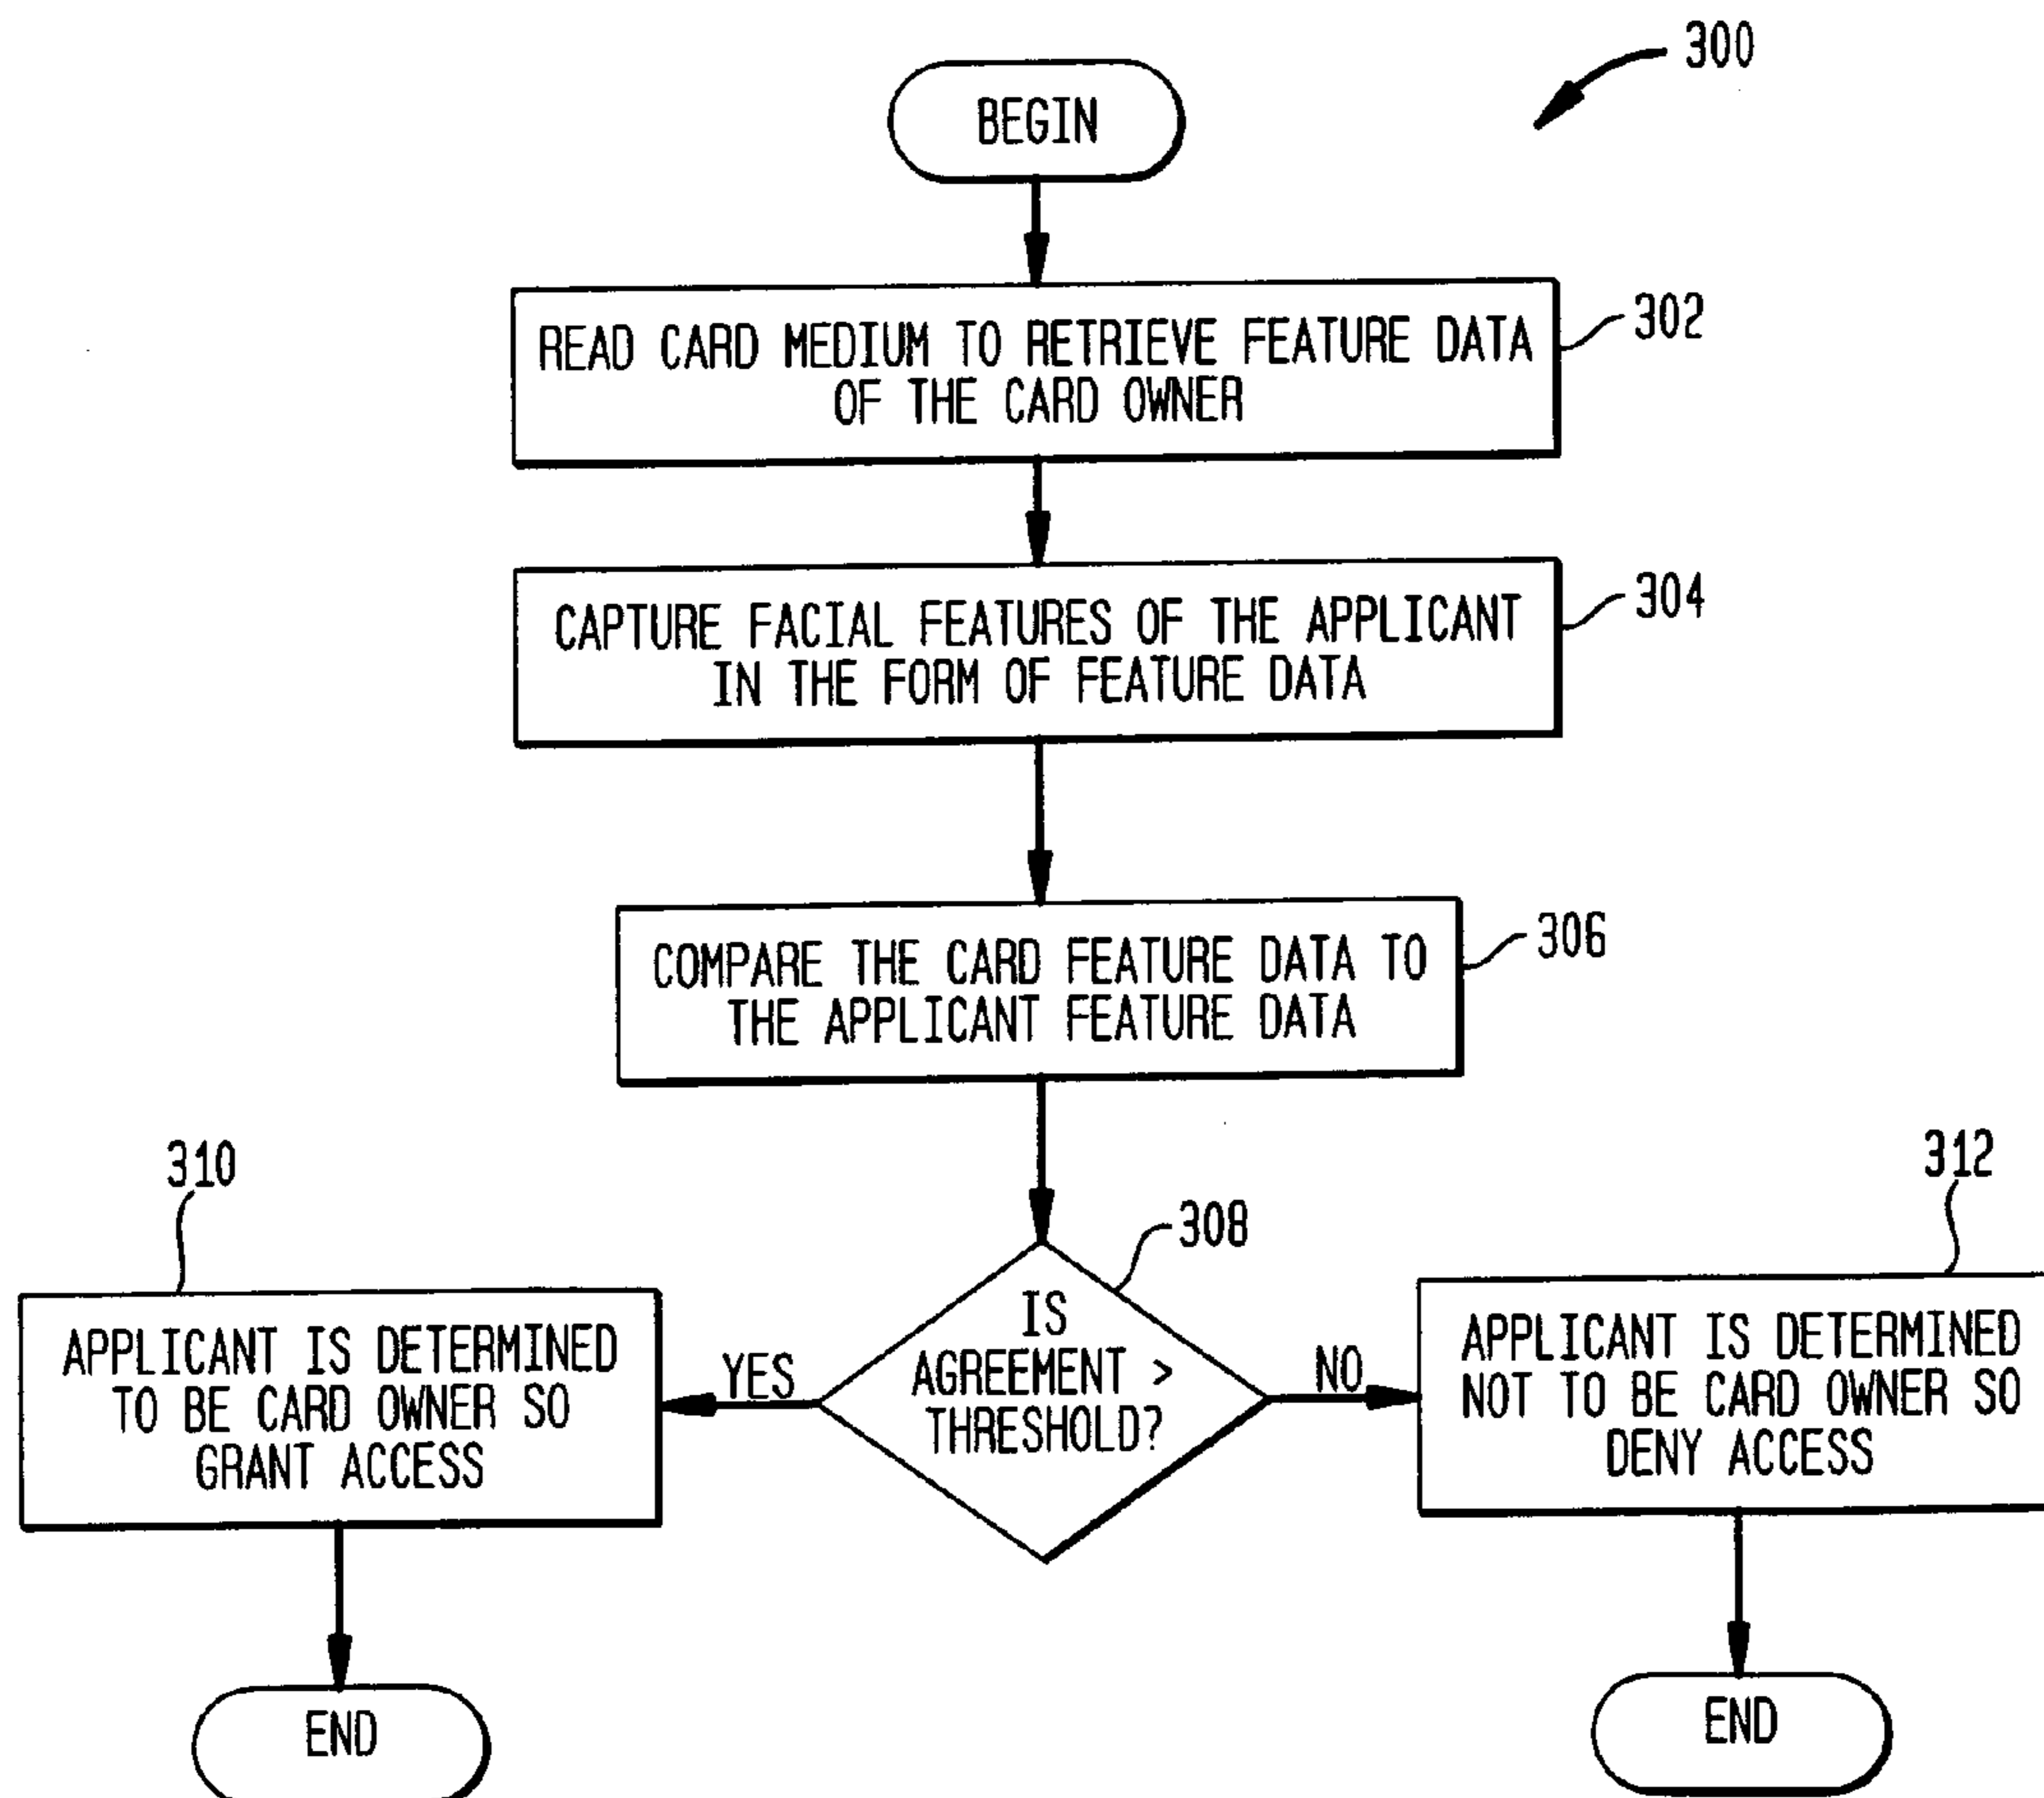 300
BEGIN
READ CARD MEDIUM TO RETRIEVE FEATURE DATA
OF THE CARD OWNER
302
CAPTURE FACIAL FEATURES OF THE APPLICANT
IN THE FORM OF FEATURE DATA
304
COMPARE THE CARD FEATURE DATA TO
THE APPLICANT FEATURE DATA
306
308
IS
AGREEMENT >
THRESHOLD?
YES
NO
310
APPLICANT IS DETERMINED
TO BE CARD OWNER SO
GRANT ACCESS
312
APPLICANT IS DETERMINED
NOT TO BE CARD OWNER SO
DENY ACCESS
END
END